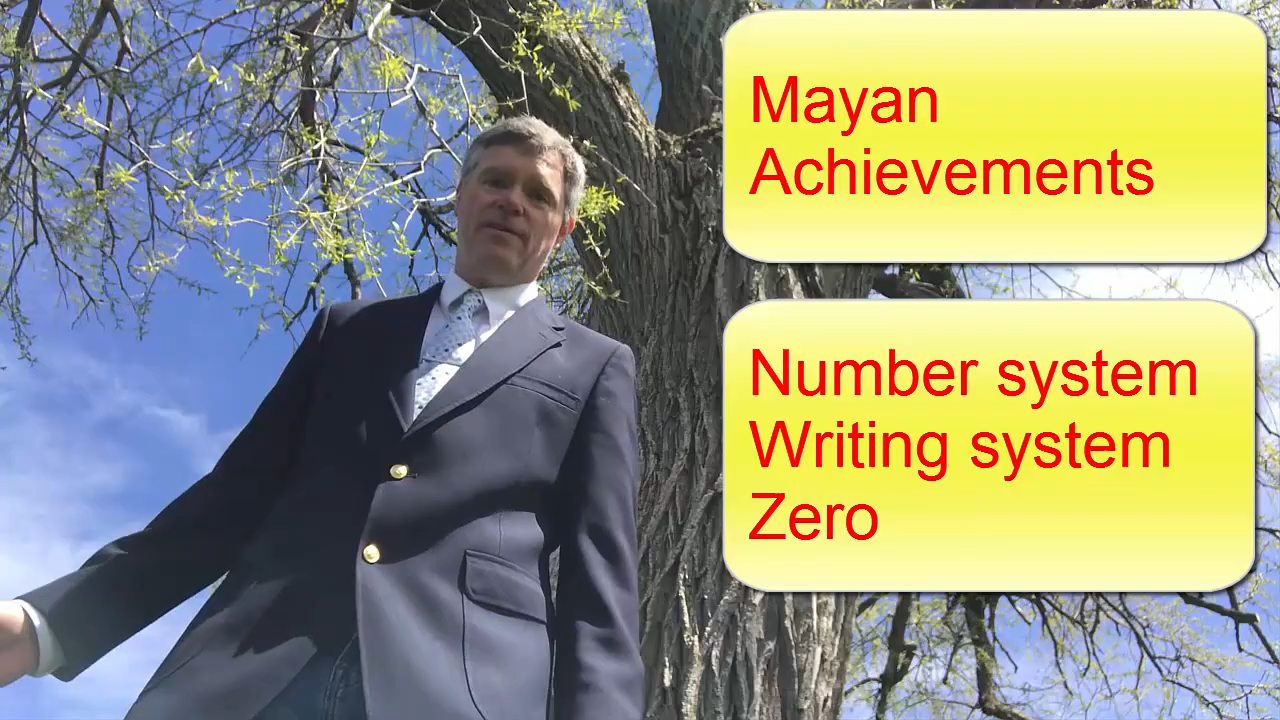 Mayan
Achievements
Number system
Writing system
Zero